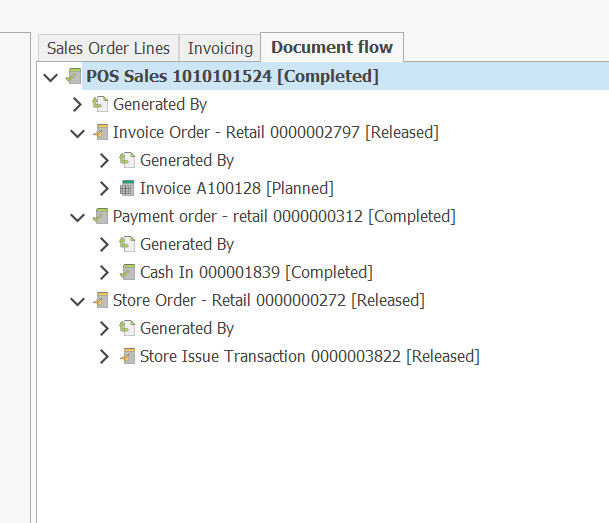 Sales Order Lines Invoicing Document flow
POS Sales 1010101524 [Completed]
Generated By
Invoice Order - Retail 0000002797 [Released]
Generated By
Invoice A100128 [Planned]
Payment order - retail 0000000312 [Completed]
Generated By
Cash In 000001839 [Completed]
Store Order - Retail 0000000272 [Released]
Generated By
Store Issue Transaction 0000003822 [Released]